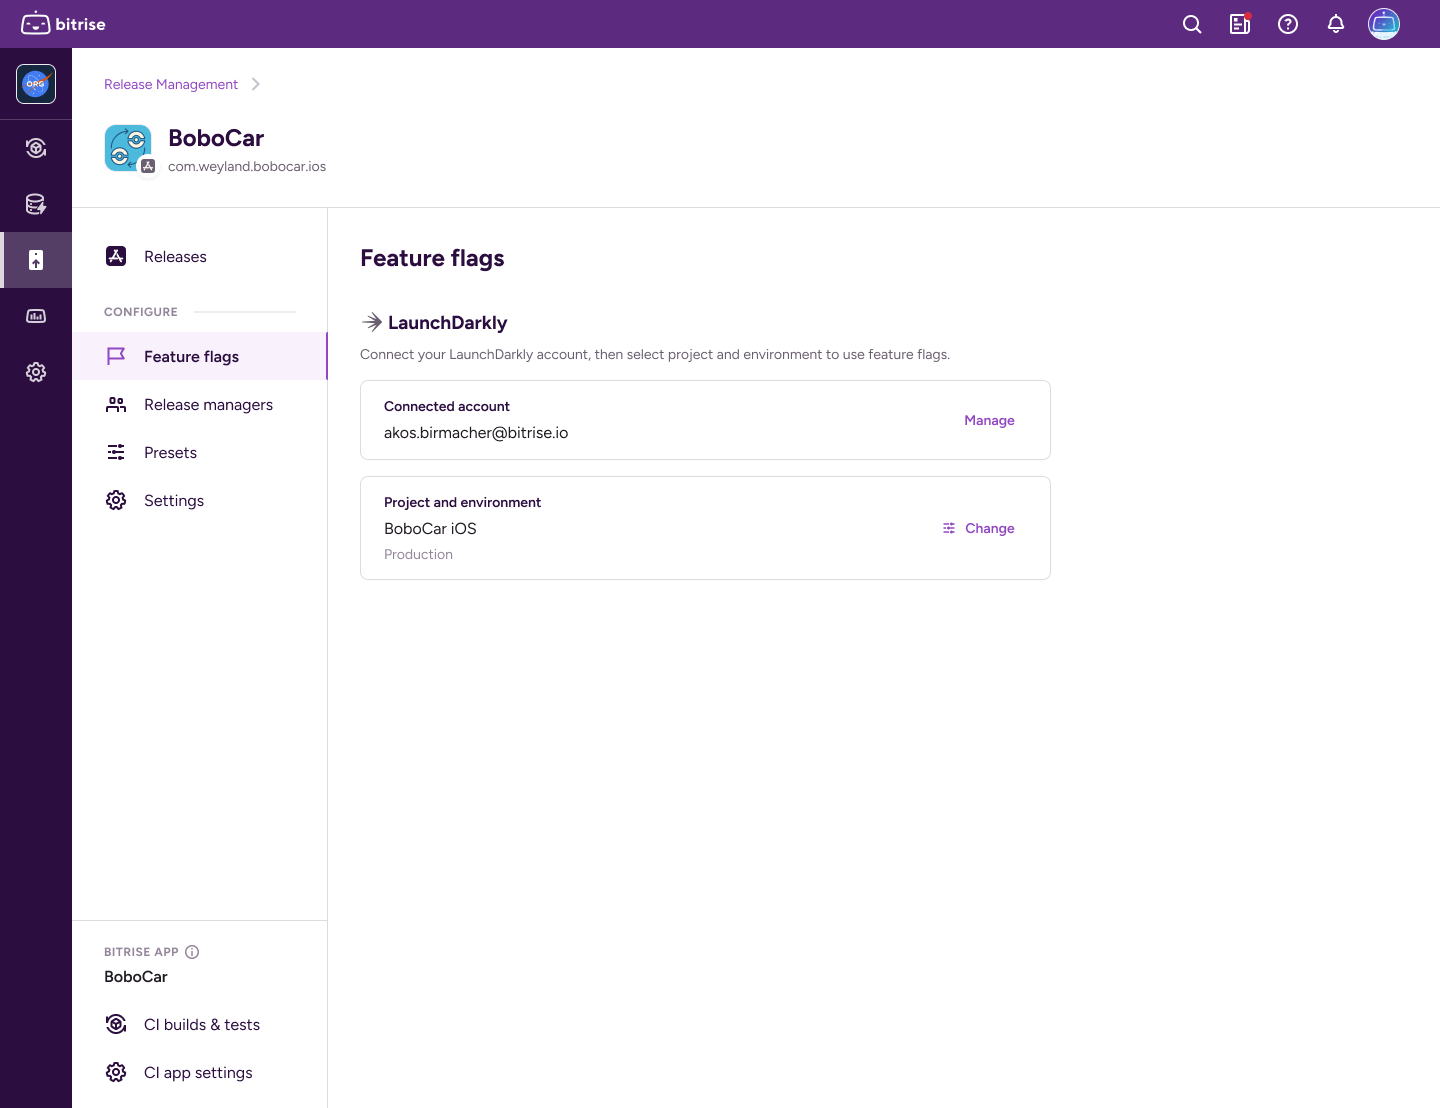 bitrise
ORG
Release Management
BoboCar
com.weyland.bobocar.ios
Releases
CONFIGURE
Feature flags
Release managers
Presets
Settings
BITRISE APP
BoboCar
CI builds & tests
CI app settings
Feature flags
LaunchDarkly
Connect your LaunchDarkly account, then select project and environment to use feature flags.
Connected account
akos.birmacher@bitrise.io
Manage
Project and environment
BoboCar iOS
Production
Change